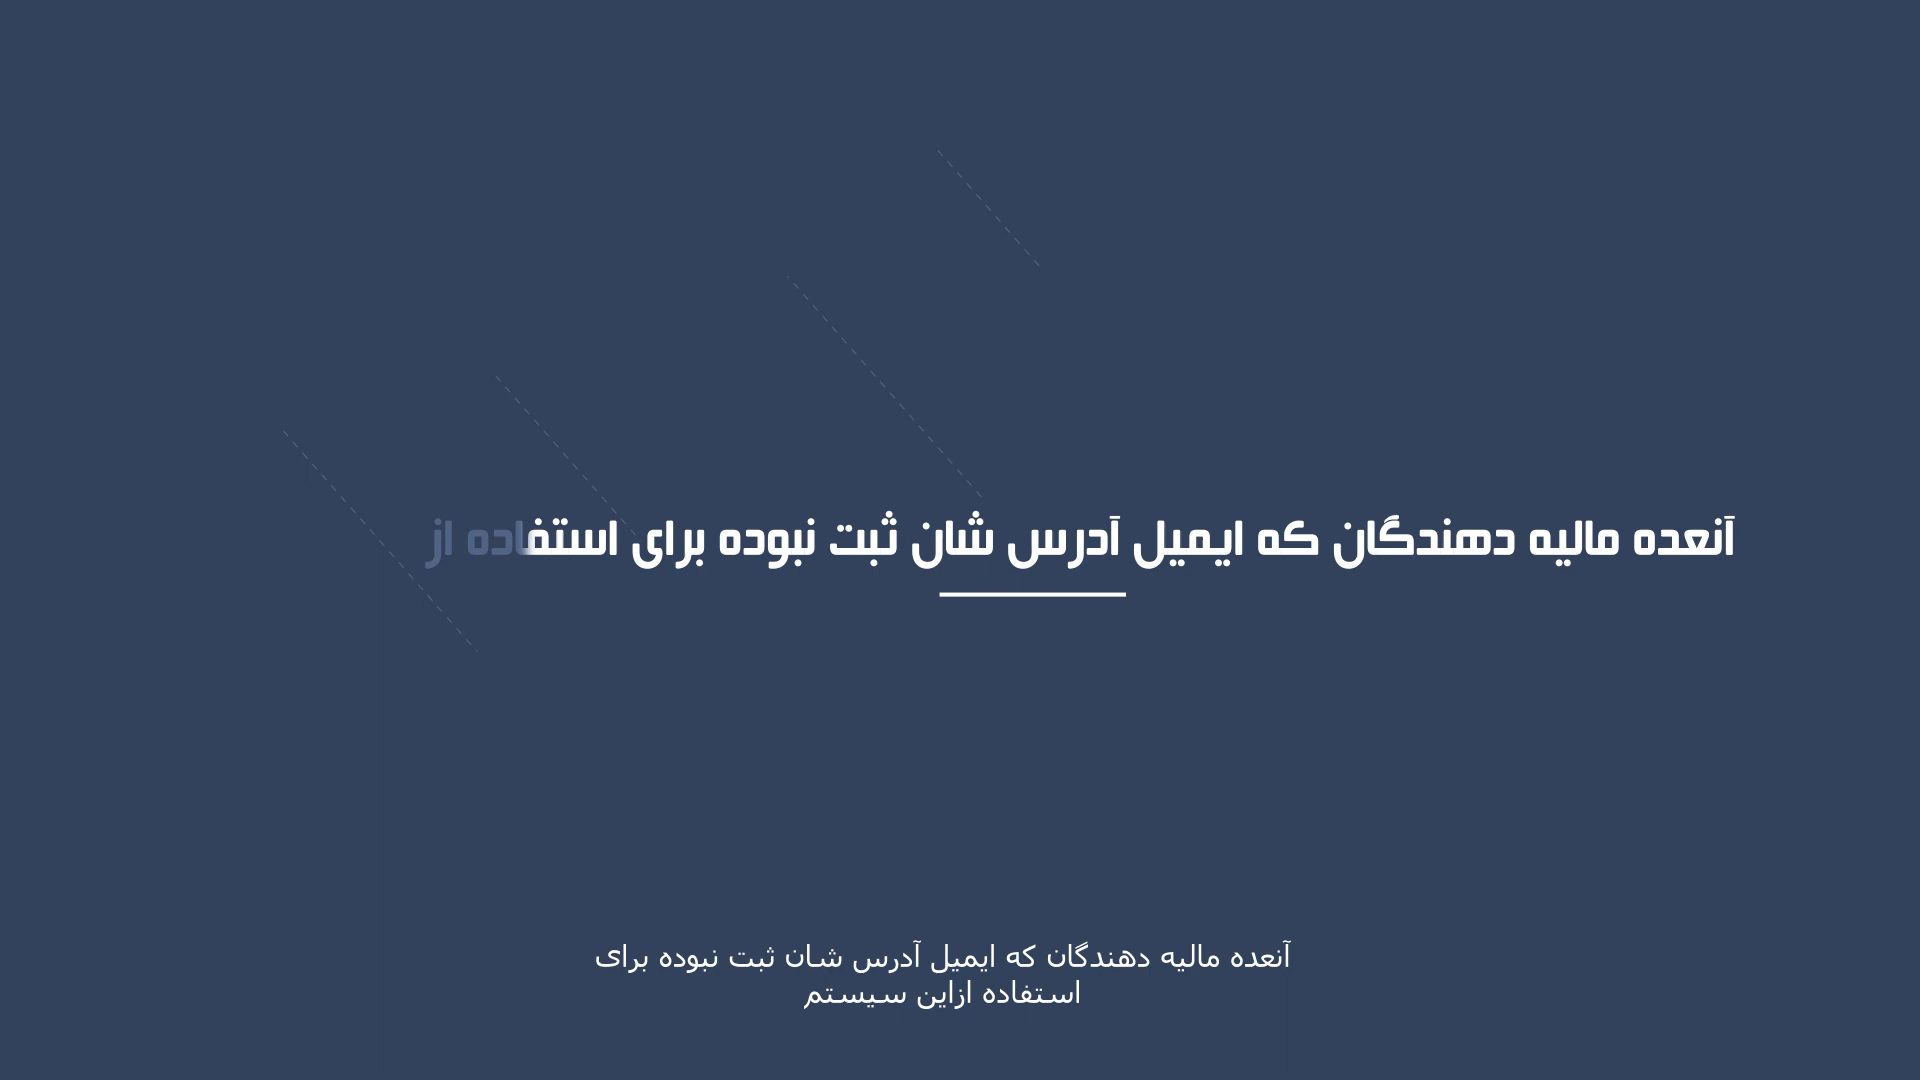 آنعده مالیه دهندگان که ایمیل آدرس شان ثبت نبوده برای استفاده از
آنعده مالیه دهندگان که ایمیل آدرس شان ثبت نبوده برای
استفاده ازاین سیستم